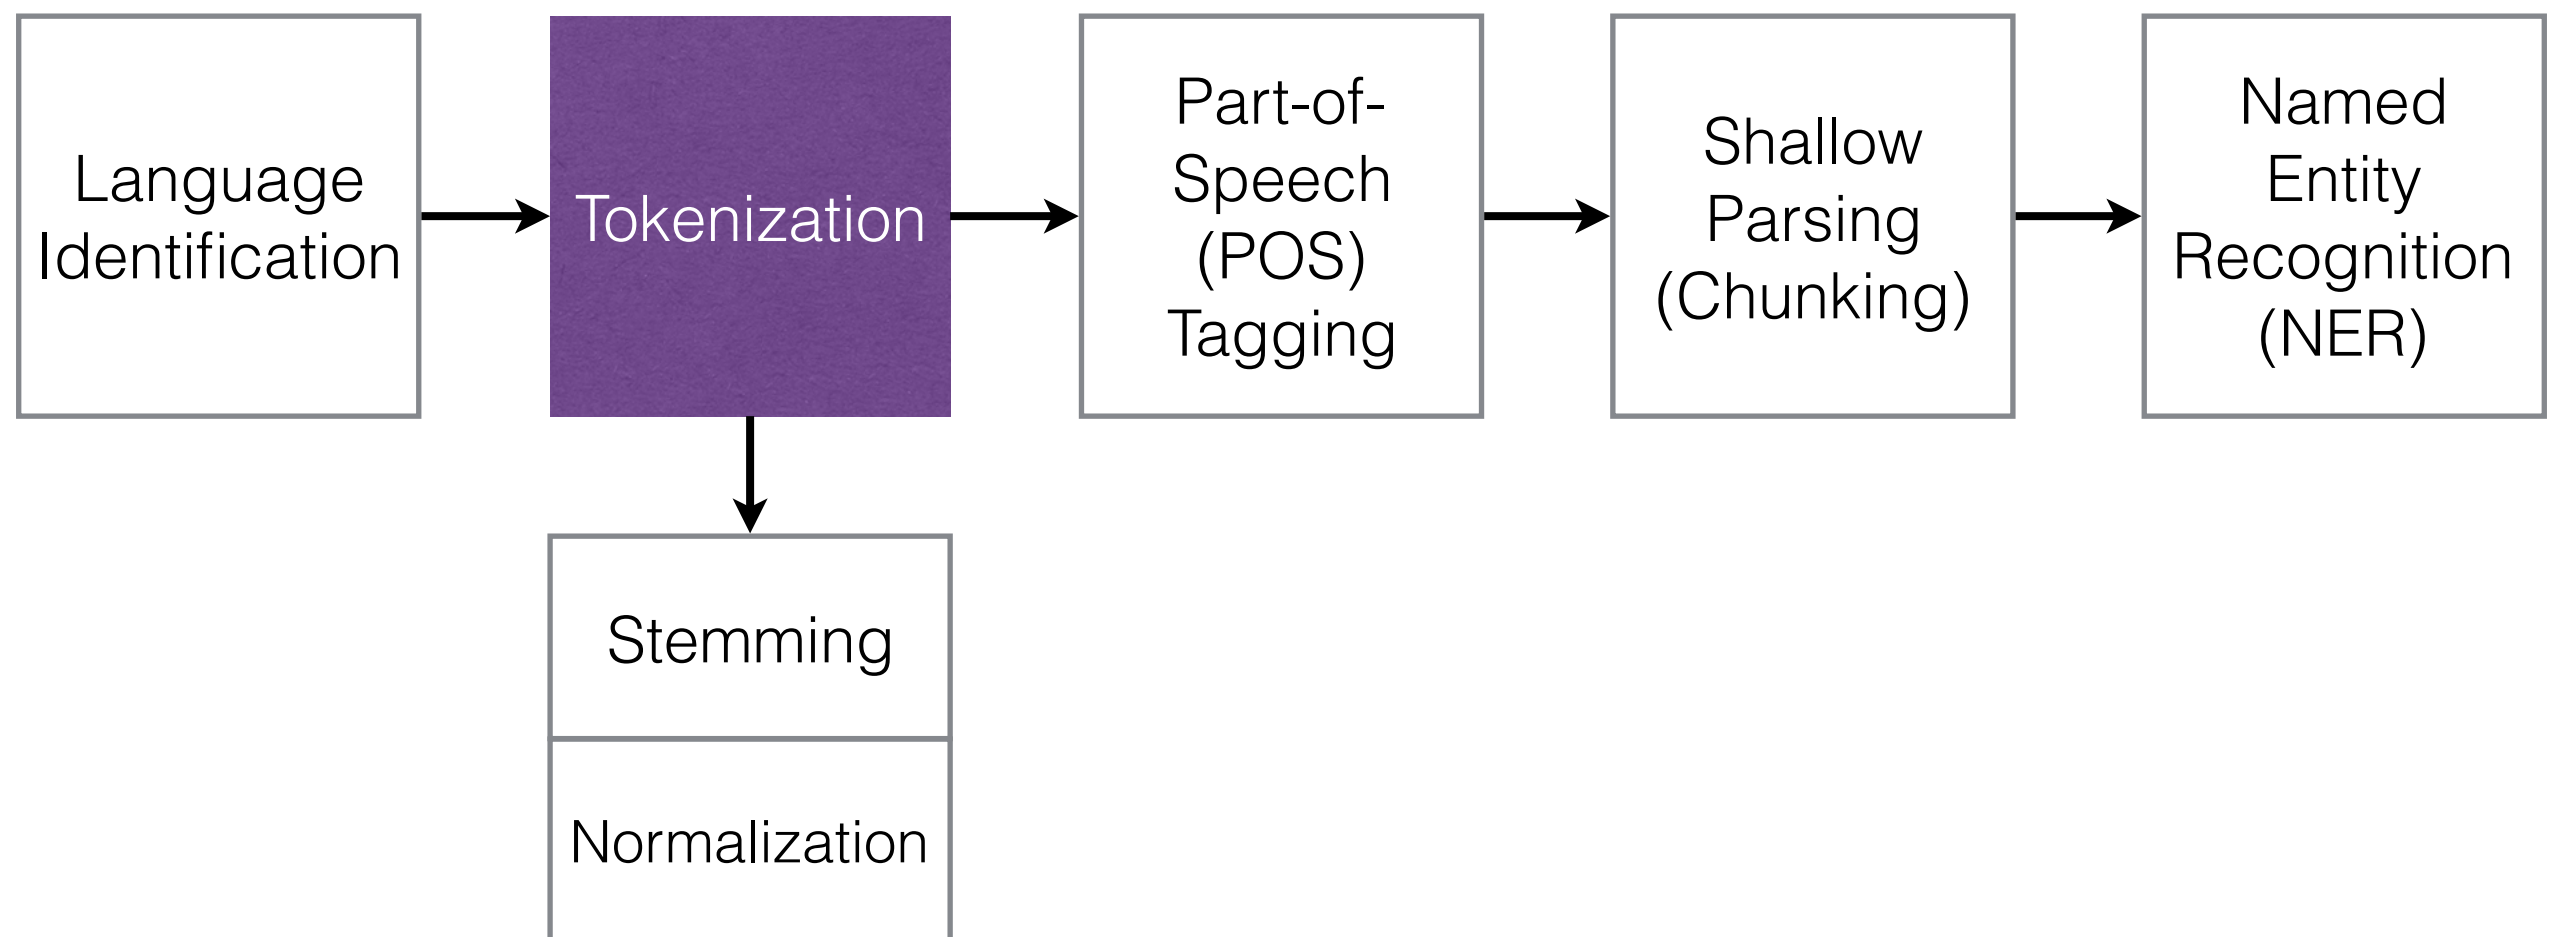 Language
Identification
Tokenization
Part-of-
Speech
(POS)
Tagging
Shallow
Parsing
(Chunking)
Named
Entity
Recognition
(NER)
Stemming
Normalization